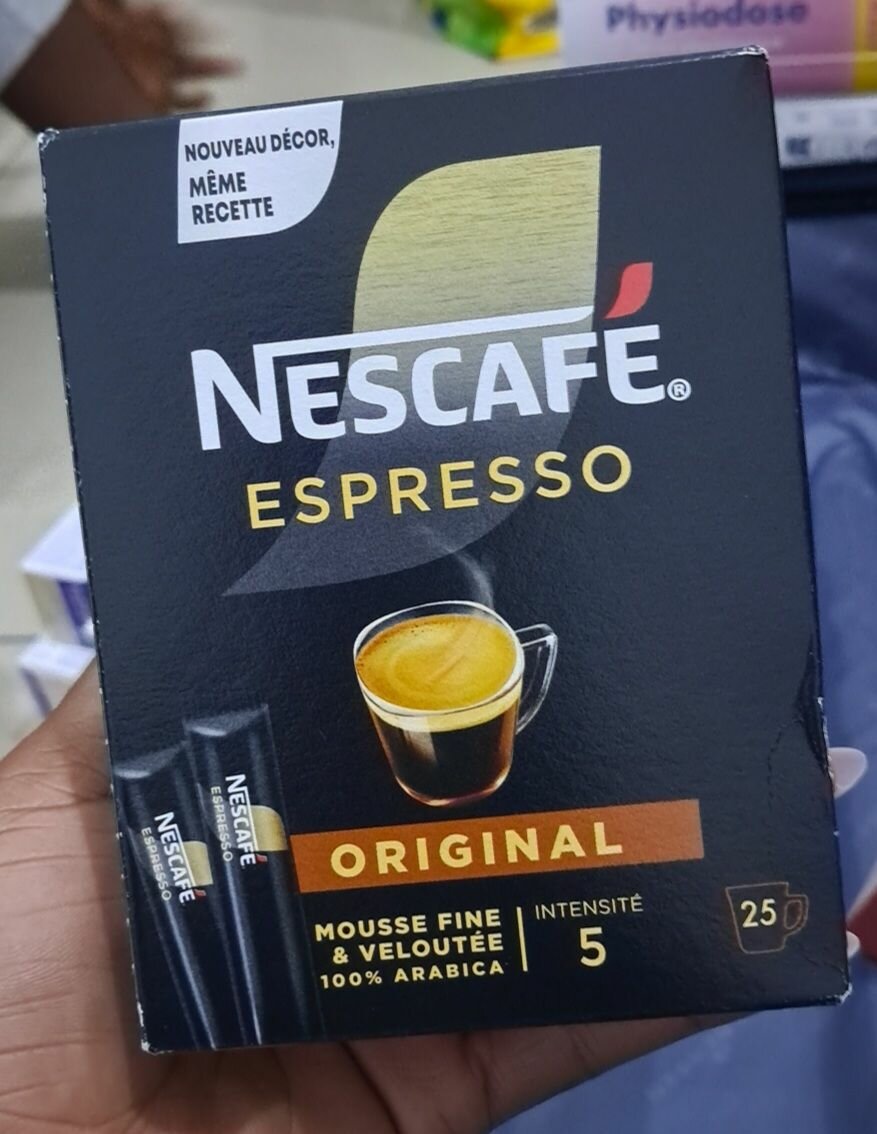 Physiodose
NOUVEAU DÉCOR,
MÊME
RECETTE
NESCAFÉ®
ESPRESSO
NESCAFÉ
ESPRESSO
NESCAFÉ
ESPRESSO
ORIGINAL
MOUSSE FINE
& VELOUTÉE
100% ARABICA
INTENSITÉ
5
25